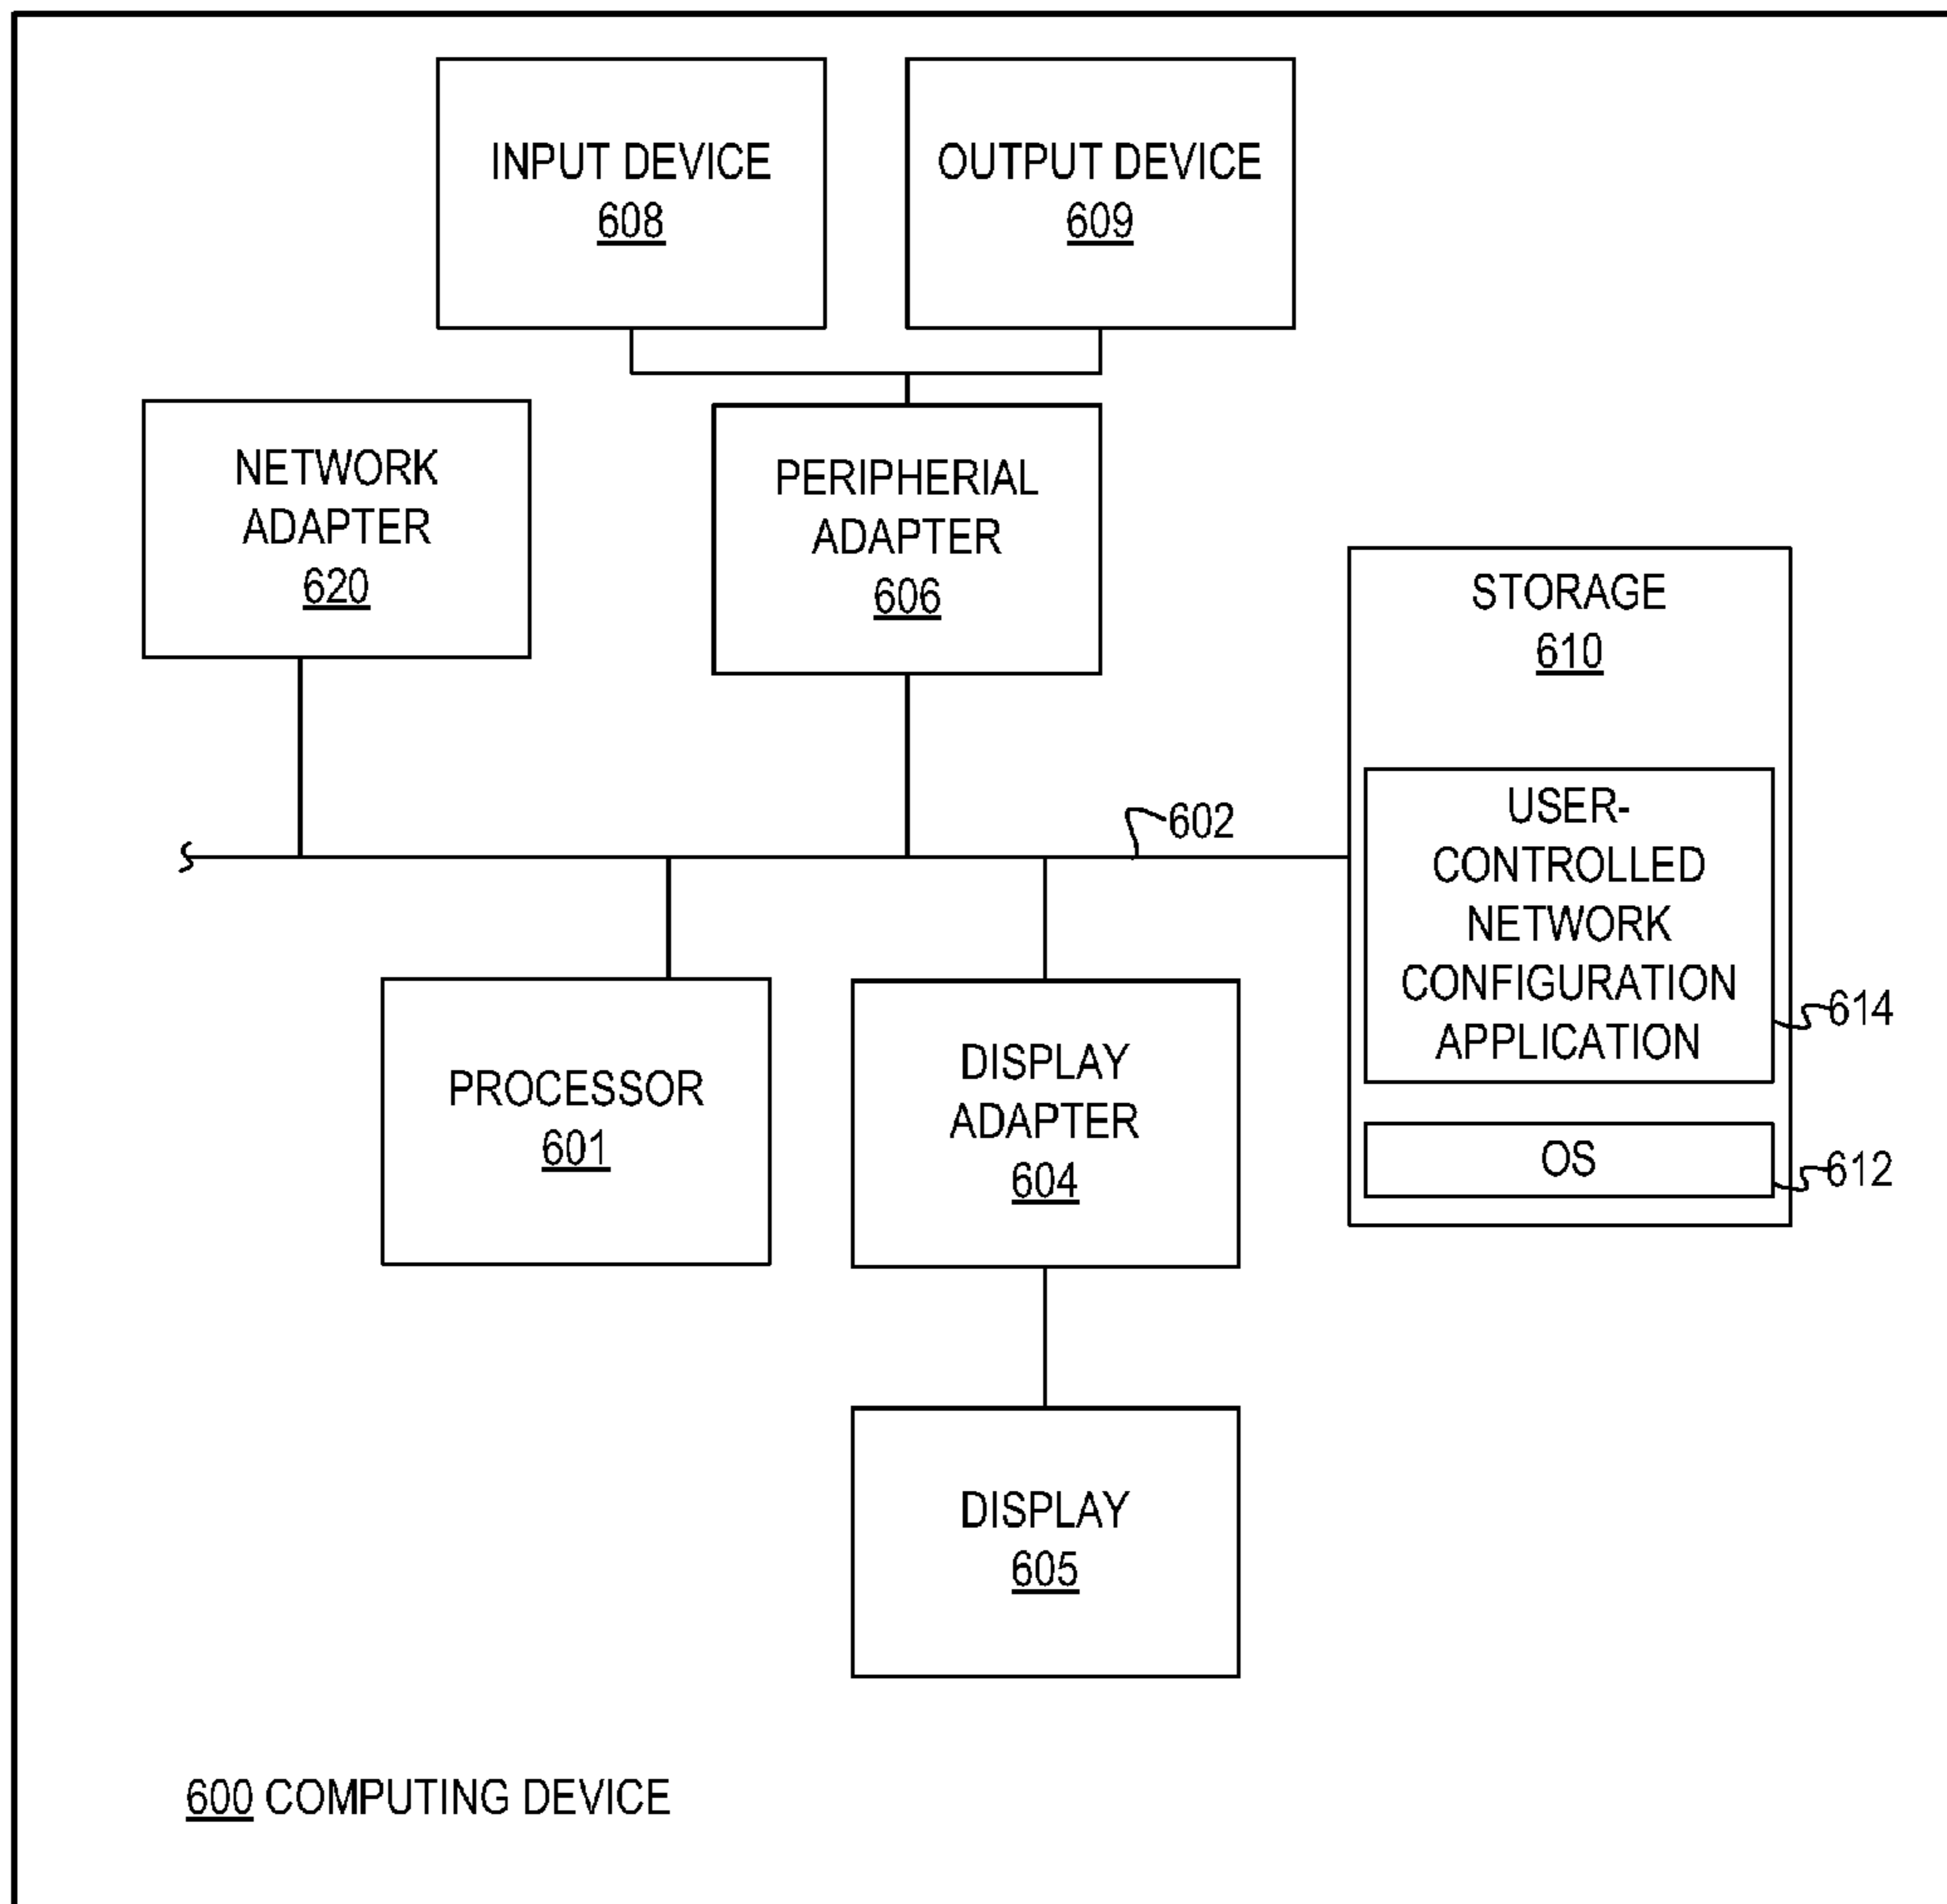 INPUT DEVICE
608
OUTPUT DEVICE
609
NETWORK
ADAPTER
620
PERIPHERIAL
ADAPTER
606
STORAGE
610
602
USER-
CONTROLLED
NETWORK
CONFIGURATION
APPLICATION
614
OS
612
PROCESSOR
601
DISPLAY
ADAPTER
604
DISPLAY
605
600 COMPUTING DEVICE